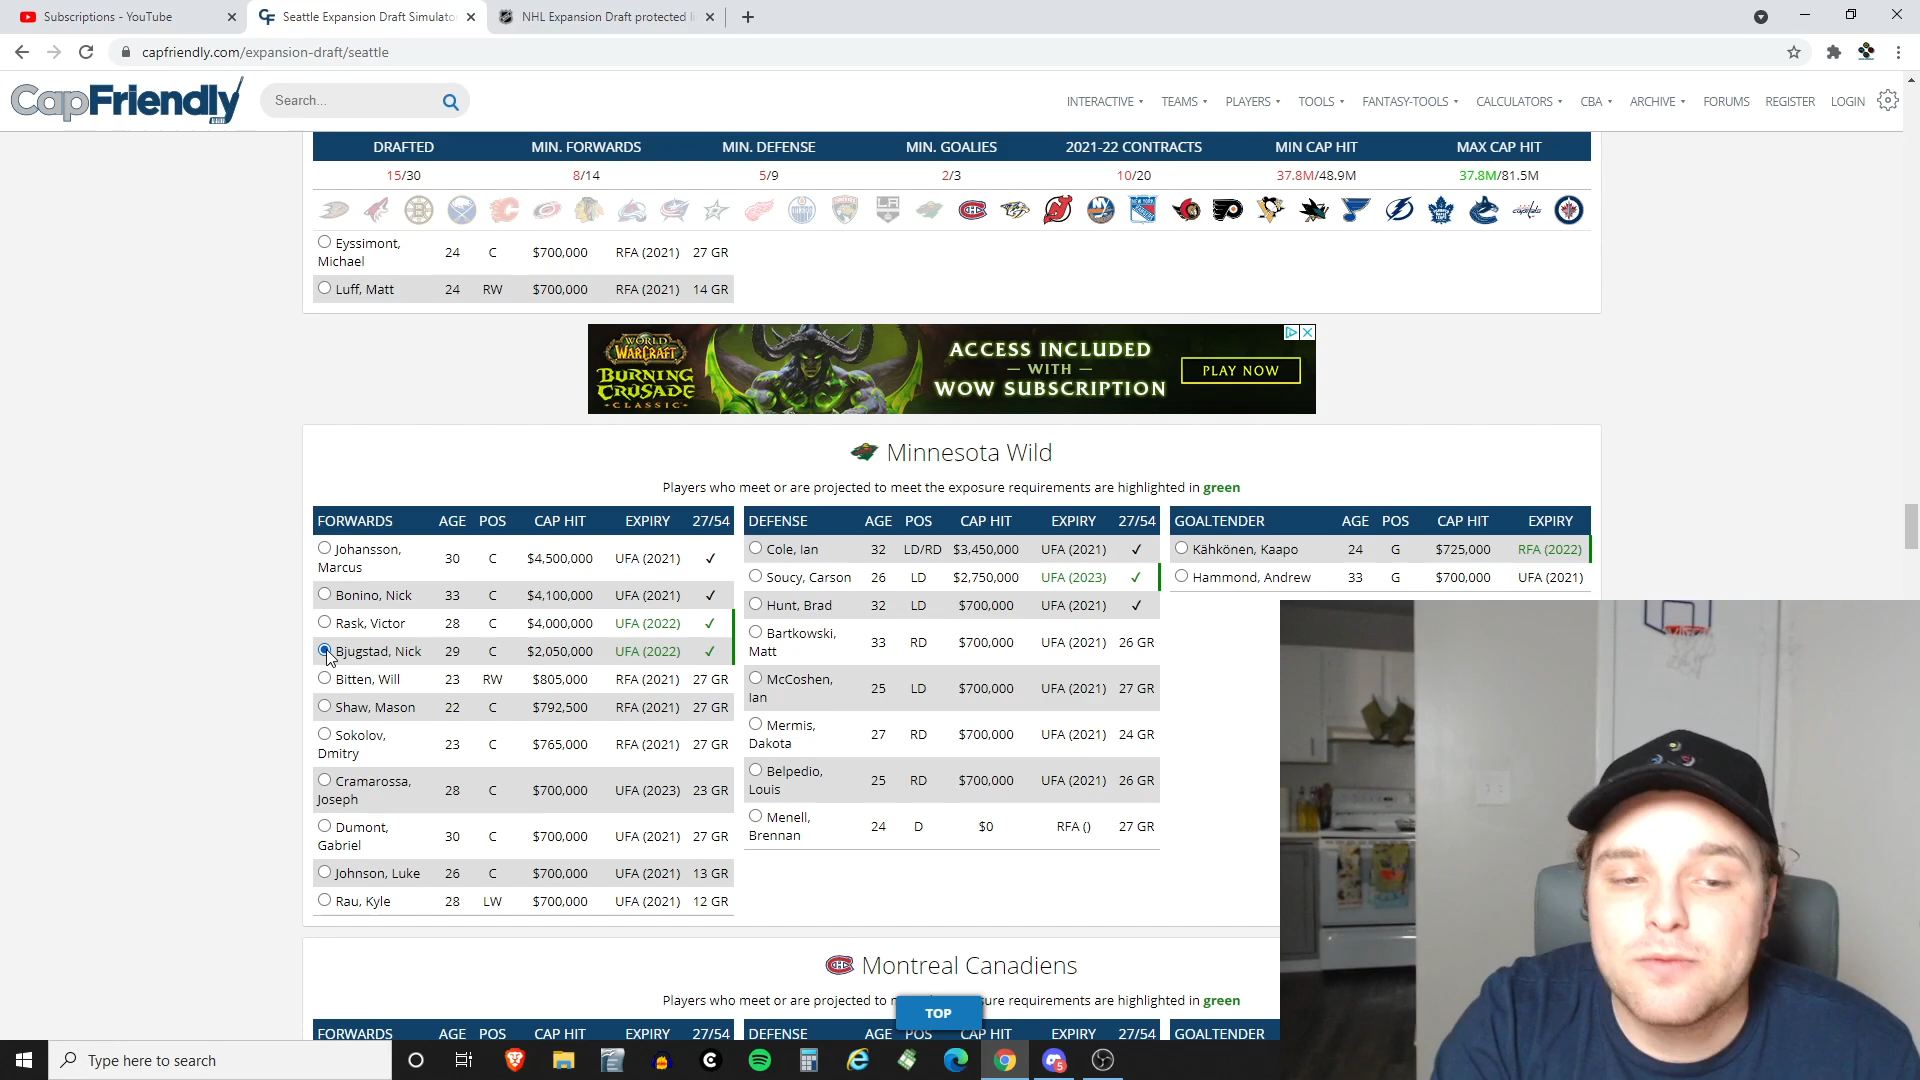 Subscriptions - YouTube
Seattle Expansion Draft Simulator
NHL Expansion Draft protected li
capfriendly.com/expansion-draft/seattle
CapFriendly
Search...
INTERACTIVE TEAMS PLAYERS TOOLS FANTASY-TOOLS CALCULATORS CBA ARCHIVE FORUMS REGISTER LOGIN
DRAFTED MIN. FORWARDS MIN. DEFENSE MIN. GOALIES 2021-22 CONTRACTS MIN CAP HIT MAX CAP HIT
15/30 8/14 5/9 2/3 10/20 37.8M/48.9M 37.8M/81.5M
Eyssimont, Michael 24 C $700,000 RFA (2021) 27 GR
Luff, Matt 24 RW $700,000 RFA (2021) 14 GR
WORLD WARCRAFT
BURNING CRUSADE
CLASSIC
ACCESS INCLUDED
— WITH —
WOW SUBSCRIPTION
PLAY NOW
Minnesota Wild
Players who meet or are projected to meet the exposure requirements are highlighted in green
FORWARDS AGE POS CAP HIT EXPIRY 27/54
Johansson, Marcus 30 C $4,500,000 UFA (2021) ✓
Bonino, Nick 33 C $4,100,000 UFA (2021) ✓
Rask, Victor 28 C $4,000,000 UFA (2022) ✓
Bjugstad, Nick 29 C $2,050,000 UFA (2022) ✓
Bitten, Will 23 RW $805,000 RFA (2021) 27 GR
Shaw, Mason 22 C $792,500 RFA (2021) 27 GR
Sokolov, Dmitry 23 C $765,000 RFA (2021) 27 GR
Cramarossa, Joseph 28 C $700,000 UFA (2023) 23 GR
Dumont, Gabriel 30 C $700,000 UFA (2021) 27 GR
Johnson, Luke 26 C $700,000 UFA (2021) 13 GR
Rau, Kyle 28 LW $700,000 UFA (2021) 12 GR
DEFENSE AGE POS CAP HIT EXPIRY 27/54
Cole, Ian 32 LD/RD $3,450,000 UFA (2021) ✓
Soucy, Carson 26 LD $2,750,000 UFA (2023) ✓
Hunt, Brad 32 LD $700,000 UFA (2021) ✓
Bartkowski, Matt 33 RD $700,000 UFA (2021) 26 GR
McCoshen, Ian 25 LD $700,000 UFA (2021) 27 GR
Mermis, Dakota 27 RD $700,000 UFA (2021) 24 GR
Belpedio, Louis 25 RD $700,000 UFA (2021) 26 GR
Menell, Brennan 24 D $0 RFA () 27 GR
GOALTENDER AGE POS CAP HIT EXPIRY
Kähkönen, Kaapo 24 G $725,000 RFA (2022)
Hammond, Andrew 33 G $700,000 UFA (2021)
Montreal Canadiens
Players who meet or are projected to m sure requirements are highlighted in green
TOP
FORWARDS AGE POS CAP HIT EXPIRY 27/54 DEFENSE AGE POS CAP HIT EXPIRY 27/54 GOALTENDER
Type here to search